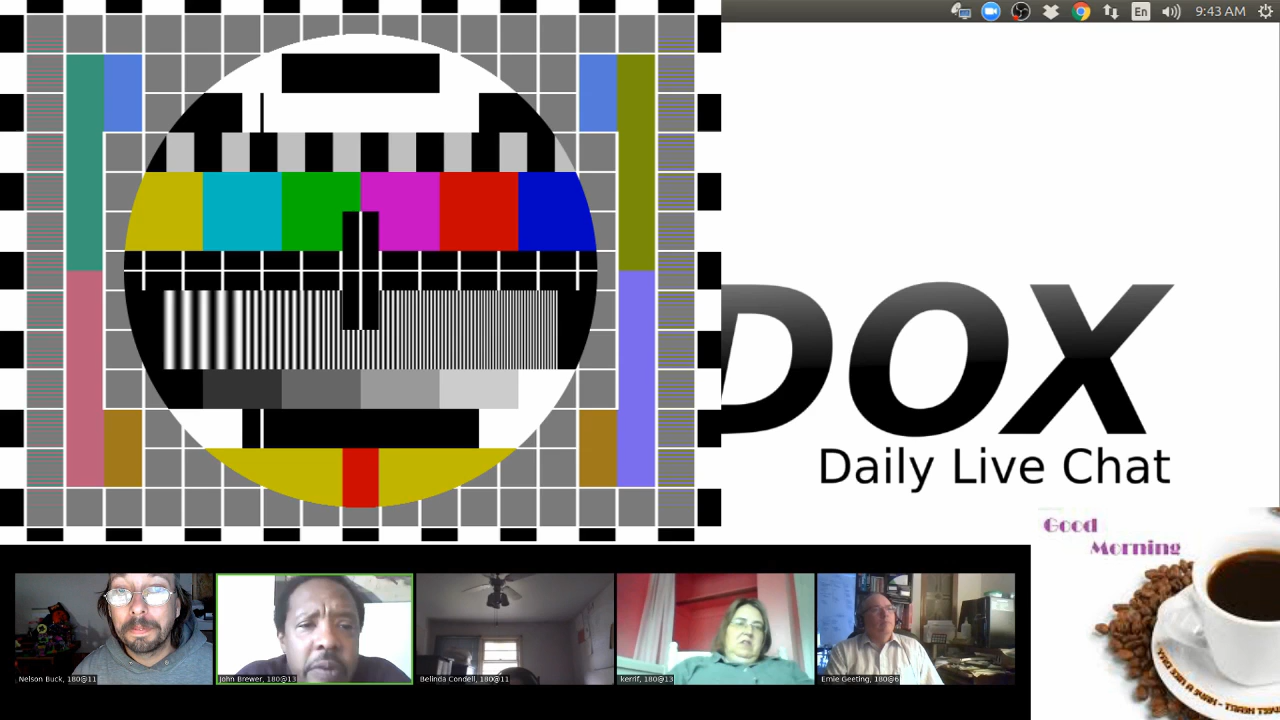 En
9:43 AM
DOX
Daily Live Chat
Good
Morning
Nelson Buck, 180@11
John Brewer, 180@13
Belinda Condell, 180@11
kerrif, 180@13
Ernie Geeting, 180@6